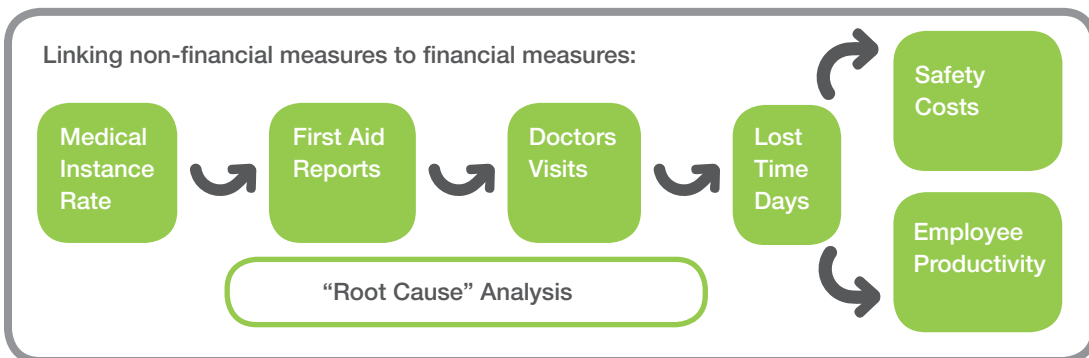 Linking non-financial measures to financial measures:
Medical
Instance
Rate
First Aid
Reports
Doctors
Visits
Lost
Time
Days
Safety
Costs
Employee
Productivity
“Root Cause” Analysis